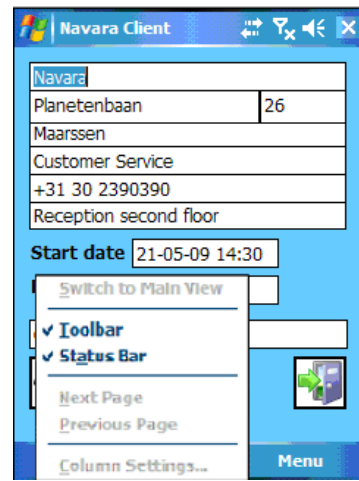 Navara Client
Navara
Planetenbaan 26
Maarssen
Customer Service
+31 30 2390390
Reception second floor
Start date 21-05-09 14:30
Switch to Main View
Toolbar
Status Bar
Next Page
Previous Page
Column Settings...
Menu